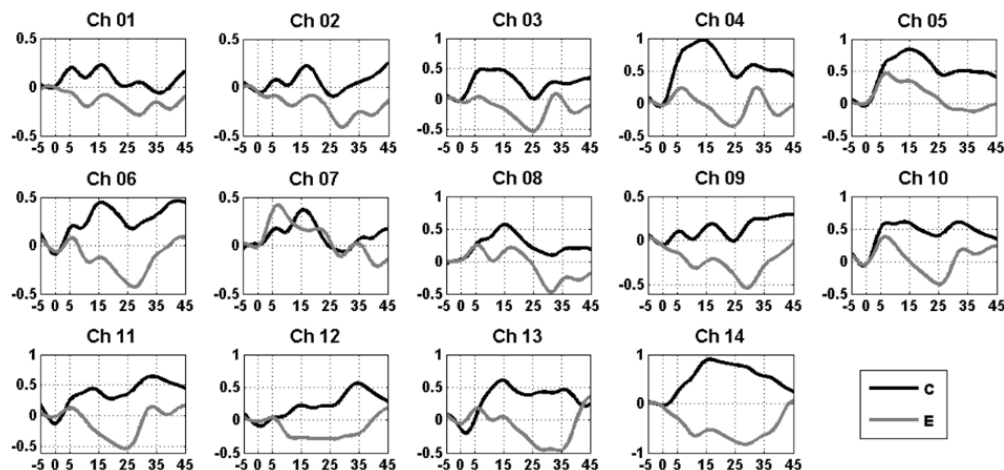 Ch 01 Ch 02 Ch 03 Ch 04 Ch 05
0.5 0.5 1 1 1
0.5 0.5 0.5
0 0 0 0 0
-0.5 -0.5 -0.5 -0.5 -0.5
-5 0 5 15 25 35 45 -5 0 5 15 25 35 45 -5 0 5 15 25 35 45 -5 0 5 15 25 35 45 -5 0 5 15 25 35 45
Ch 06 Ch 07 Ch 08 Ch 09 Ch 10
0.5 0.5 1 1 1
0.5 0.5 0.5
0 0 0 0 0
-0.5 -0.5 -0.5 -0.5 -0.5
-5 0 5 15 25 35 45 -5 0 5 15 25 35 45 -5 0 5 15 25 35 45 -5 0 5 15 25 35 45 -5 0 5 15 25 35 45
Ch 11 Ch 12 Ch 13 Ch 14
1 1 1 1
0.5 0.5 0.5
0 0 0 0
-0.5 -0.5 -0.5 -1
-5 0 5 15 25 35 45 -5 0 5 15 25 35 45 -5 0 5 15 25 35 45 -5 0 5 15 25 35 45
C
E